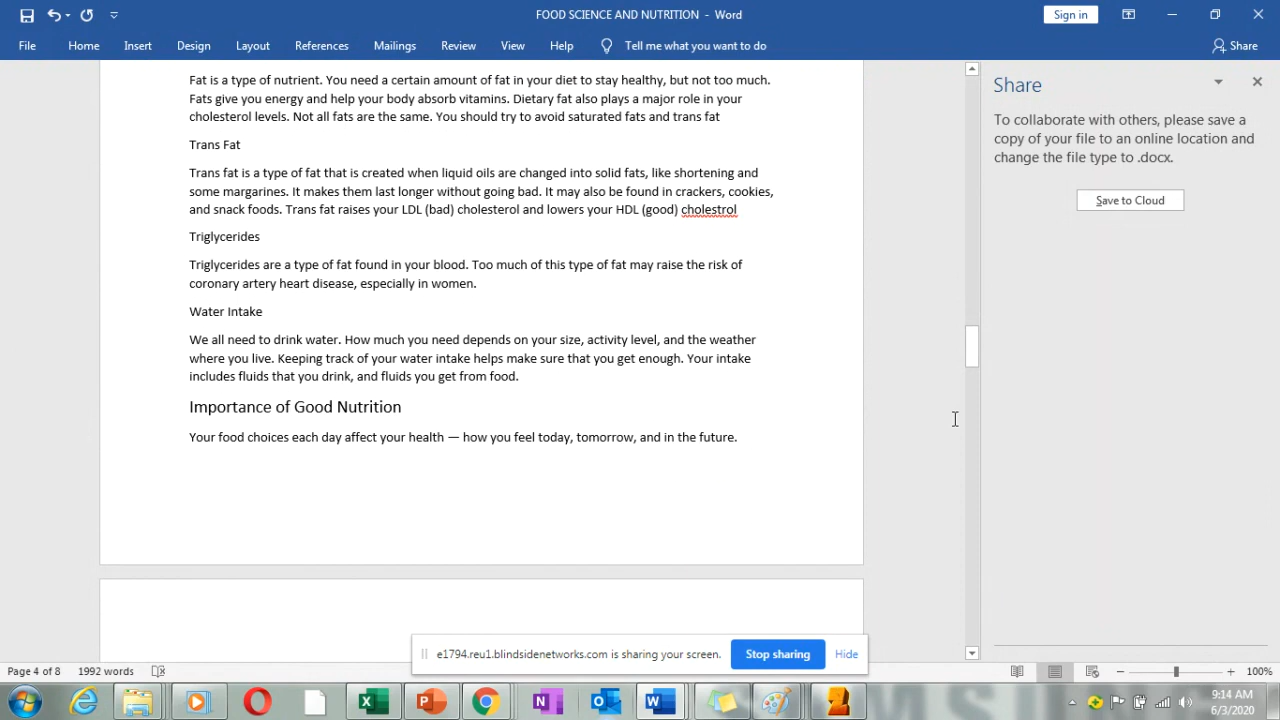 FOOD SCIENCE AND NUTRITION - Word
Sign in
File Home Insert Design Layout References Mailings Review View Help Tell me what you want to do Share
Fat is a type of nutrient. You need a certain amount of fat in your diet to stay healthy, but not too much.
Fats give you energy and help your body absorb vitamins. Dietary fat also plays a major role in your
cholesterol levels. Not all fats are the same. You should try to avoid saturated fats and trans fat
Trans Fat
Trans fat is a type of fat that is created when liquid oils are changed into solid fats, like shortening and
some margarines. It makes them last longer without going bad. It may also be found in crackers, cookies,
and snack foods. Trans fat raises your LDL (bad) cholesterol and lowers your HDL (good) cholestrol
Triglycerides
Triglycerides are a type of fat found in your blood. Too much of this type of fat may raise the risk of
coronary artery heart disease, especially in women.
Water Intake
We all need to drink water. How much you need depends on your size, activity level, and the weather
where you live. Keeping track of your water intake helps make sure that you get enough. Your intake
includes fluids that you drink, and fluids you get from food.
Importance of Good Nutrition
Your food choices each day affect your health — how you feel today, tomorrow, and in the future.
Share
To collaborate with others, please save a
copy of your file to an online location and
change the file type to .docx.
Save to Cloud
e1794.reu1.blindsidenetworks.com is sharing your screen. Stop sharing Hide
Page 4 of 8 1992 words 100%
9:14 AM
6/3/2020